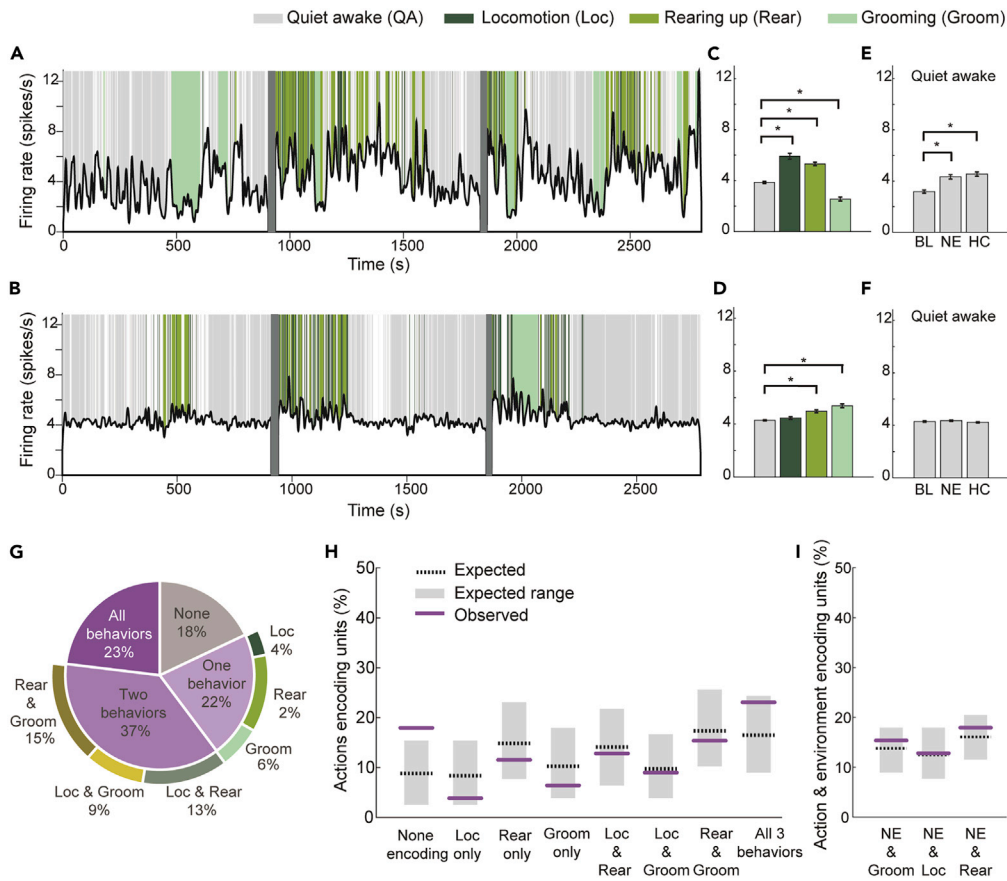 Quiet awake (QA) Locomotion (Loc) Rearing up (Rear) Grooming (Groom)
A
Firing rate (spikes/s)
12
8
4
0
0 500 1000 1500 2000 2500
Time (s)
C
12
8
4
0
*
*
*
E
Quiet awake
12
8
4
0
*
*
BL NE HC
B
Firing rate (spikes/s)
12
8
4
0
0 500 1000 1500 2000 2500
Time (s)
D
12
8
4
0
*
*
F
Quiet awake
12
8
4
0
BL NE HC
G
All
behaviors
23%
None
18%
One
behavior
22%
Two
behaviors
37%
Loc
4%
Rear
2%
Groom
6%
Loc & Rear
13%
Loc & Groom
9%
Rear
&
Groom
15%
H
Actions encoding units (%)
50
40
30
20
10
0
Expected
Expected range
Observed
None
encoding
Loc
only
Rear
only
Groom
only
Loc
&
Rear
Loc
&
Groom
Rear
&
Groom
All 3
behaviors
I
Action & environment encoding units (%)
50
40
30
20
10
0
NE
&
Groom
NE
&
Loc
NE
&
Rear